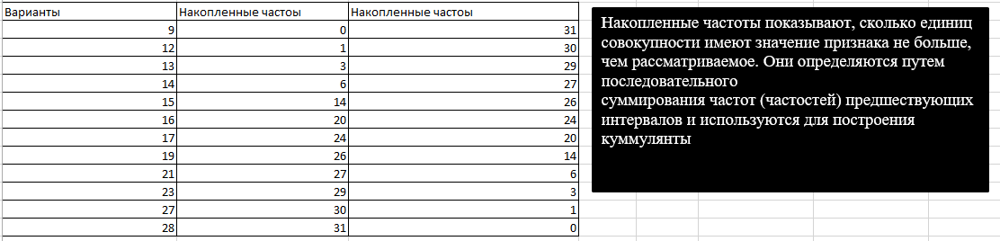 Варианты Накопленные частоы Накопленные частоы
9 0 31
12 1 30
13 3 29
14 6 27
15 14 26
16 20 24
17 24 20
19 26 14
21 27 6
23 29 3
27 30 1
28 31 0
Накопленные частоты показывают, сколько единиц
совокупности имеют значение признака не больше,
чем рассматриваемое. Они определяются путем
последовательного
суммирования частот (частостей) предшествующих
интервалов и используются для построения
куммулянты